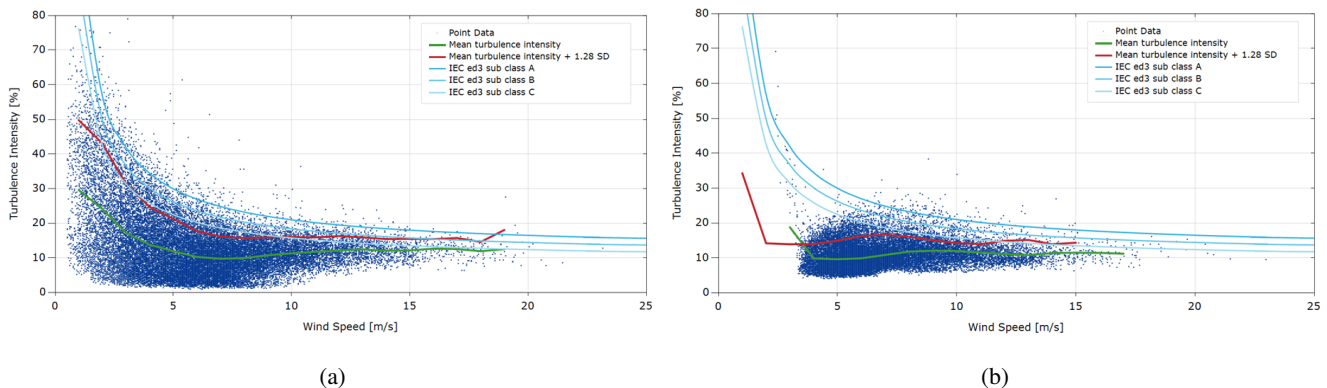 80
70
60
50
40
30
20
10
0
Turbulence Intensity [%]
Point Data
Mean turbulence intensity
Mean turbulence intensity + 1.28 SD
IEC ed3 sub class A
IEC ed3 sub class B
IEC ed3 sub class C
0 5 10 15 20 25
Wind Speed [m/s]
(a)
80
70
60
50
40
30
20
10
0
Turbulence Intensity [%]
Point Data
Mean turbulence intensity
Mean turbulence intensity + 1.28 SD
IEC ed3 sub class A
IEC ed3 sub class B
IEC ed3 sub class C
0 5 10 15 20 25
Wind Speed [m/s]
(b)